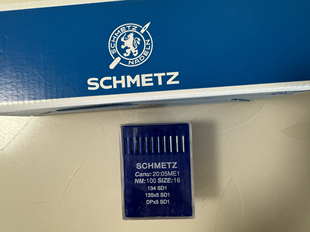 SCHMETZ
NADELN
SCHMETZ
SCHMETZ
Canu: 20:05ME1
NM:100 SIZE:16
134 SD1
135x5 SD1
DPx5 SD1